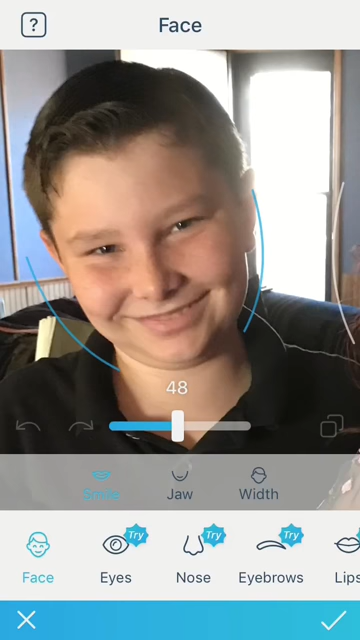 ?
Face
48
Smile Jaw Width
Try Try Try
Face Eyes Nose Eyebrows Lips